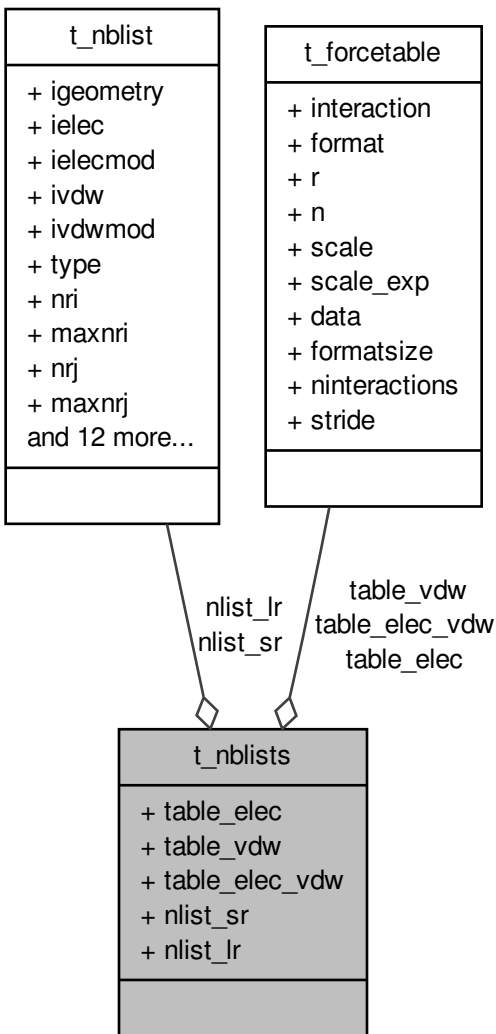 t_nblist
+ igeometry
+ ielec
+ ielecmod
+ ivdw
+ ivdwmod
+ type
+ nri
+ maxnri
+ nrj
+ maxnrj
and 12 more...
t_forcetable
+ interaction
+ format
+ r
+ n
+ scale
+ scale_exp
+ data
+ formatsize
+ ninteractions
+ stride
nlist_lr
nlist_sr
table_vdw
table_elec_vdw
table_elec
t_nblists
+ table_elec
+ table_vdw
+ table_elec_vdw
+ nlist_sr
+ nlist_lr